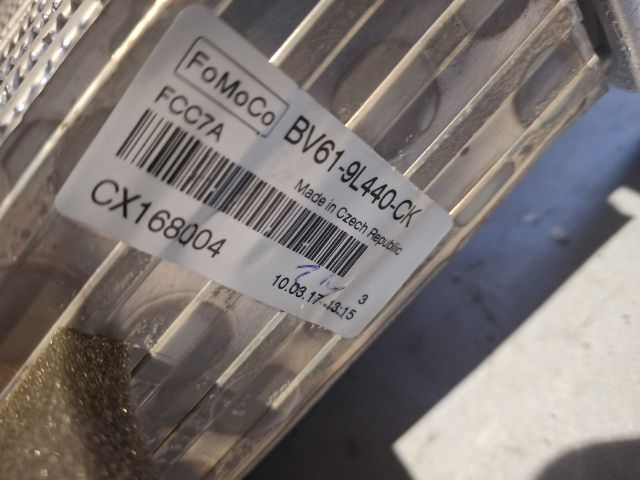 FoMoCo
BV61-9L440-CK
FCC7A
Made in Czech Republic
CX168004
3
10.03.17 13:15